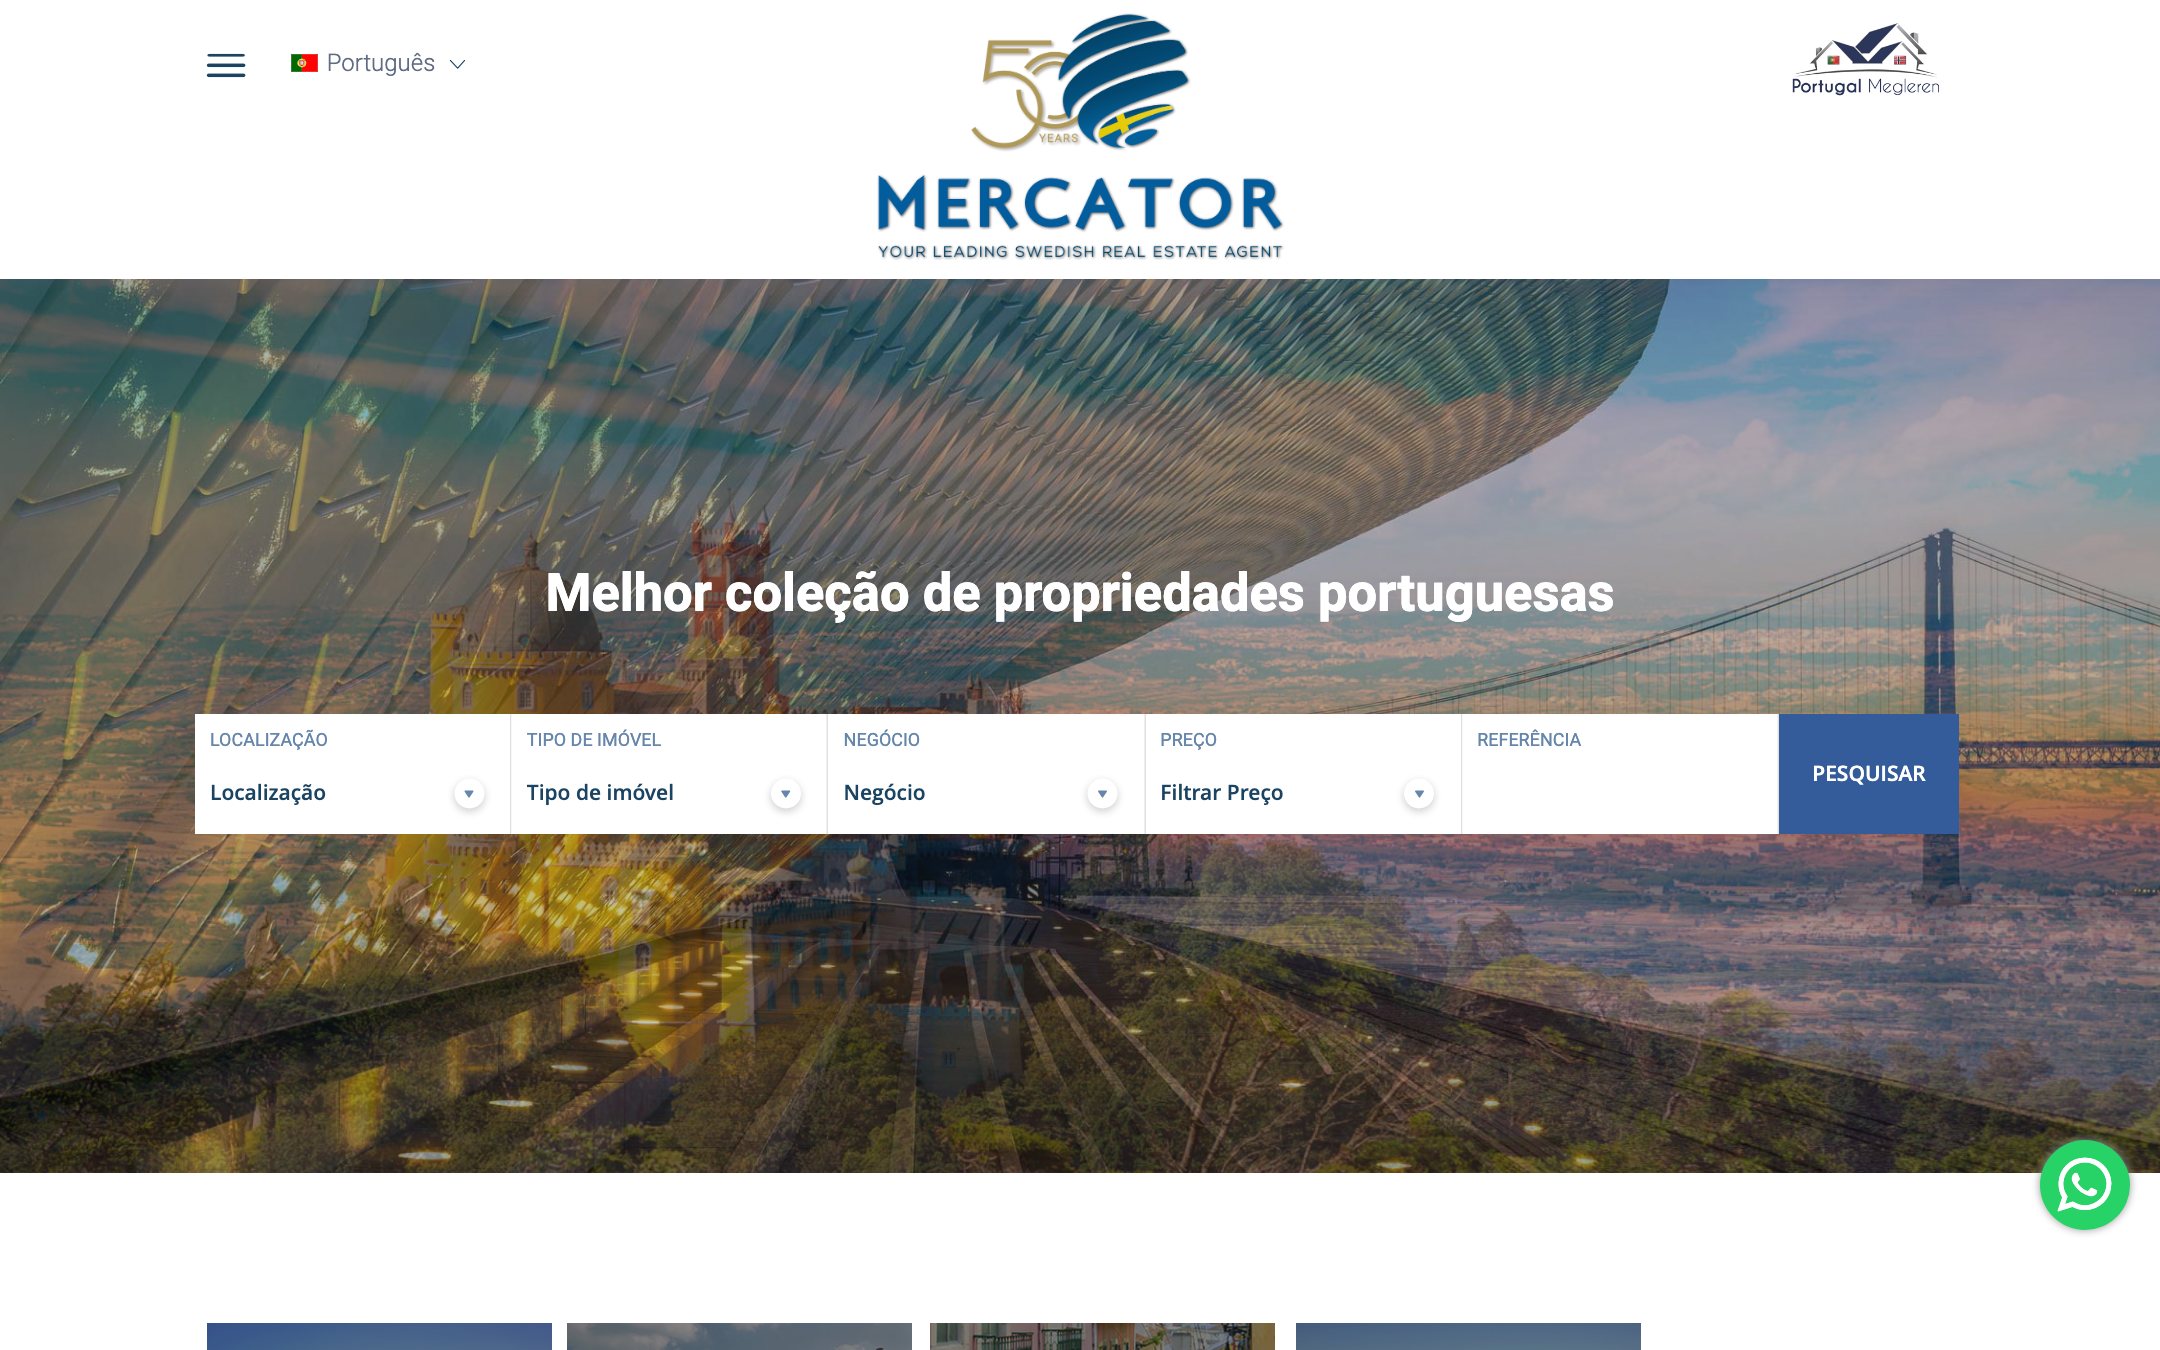 Português
50
YEARS
MERCATOR
YOUR LEADING SWEDISH REAL ESTATE AGENT
Portugal Megleren
Melhor coleção de propriedades portuguesas
LOCALIZAÇÃO
Localização
TIPO DE IMÓVEL
Tipo de imóvel
NEGÓCIO
Negócio
PREÇO
Filtrar Preço
REFERÊNCIA
PESQUISAR